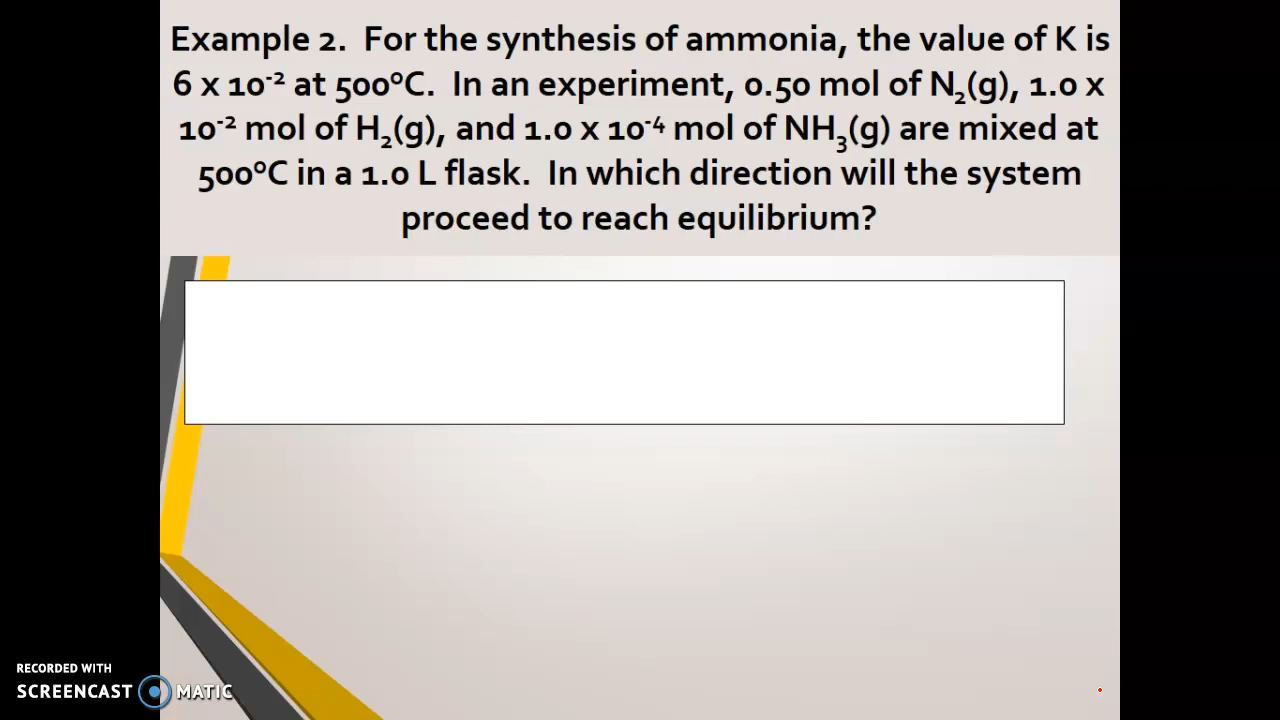 Example 2.  For the synthesis of ammonia, the value of K is
6 x 10⁻² at 500°C.  In an experiment, 0.50 mol of N₂(g), 1.0 x
10⁻² mol of H₂(g), and 1.0 x 10⁻⁴ mol of NH₃(g) are mixed at
500°C in a 1.0 L flask.  In which direction will the system
proceed to reach equilibrium?
RECORDED WITH
SCREENCAST MATIC